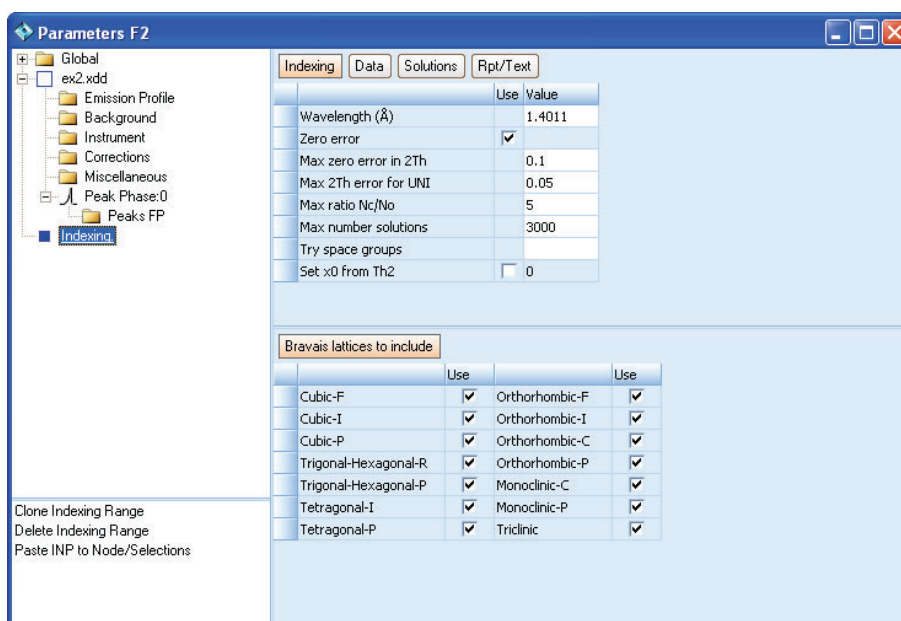 Parameters F2
Global
ex2.xdd
Emission Profile
Background
Instrument
Corrections
Miscellaneous
Peak Phase:0
Peaks FP
Indexing
Clone Indexing Range
Delete Indexing Range
Paste INP to Node/Selections
Indexing Data Solutions Rpt/Text
Use Value
Wavelength (Å) 1.4011
Zero error
Max zero error in 2Th 0.1
Max 2Th error for UNI 0.05
Max ratio Nc/No 5
Max number solutions 3000
Try space groups
Set x0 from Th2 0
Bravais lattices to include
Use Use
Cubic-F Orthorhombic-F
Cubic-I Orthorhombic-I
Cubic-P Orthorhombic-C
Trigonal-Hexagonal-R Orthorhombic-P
Trigonal-Hexagonal-P Monoclinic-C
Tetragonal-I Monoclinic-P
Tetragonal-P Triclinic